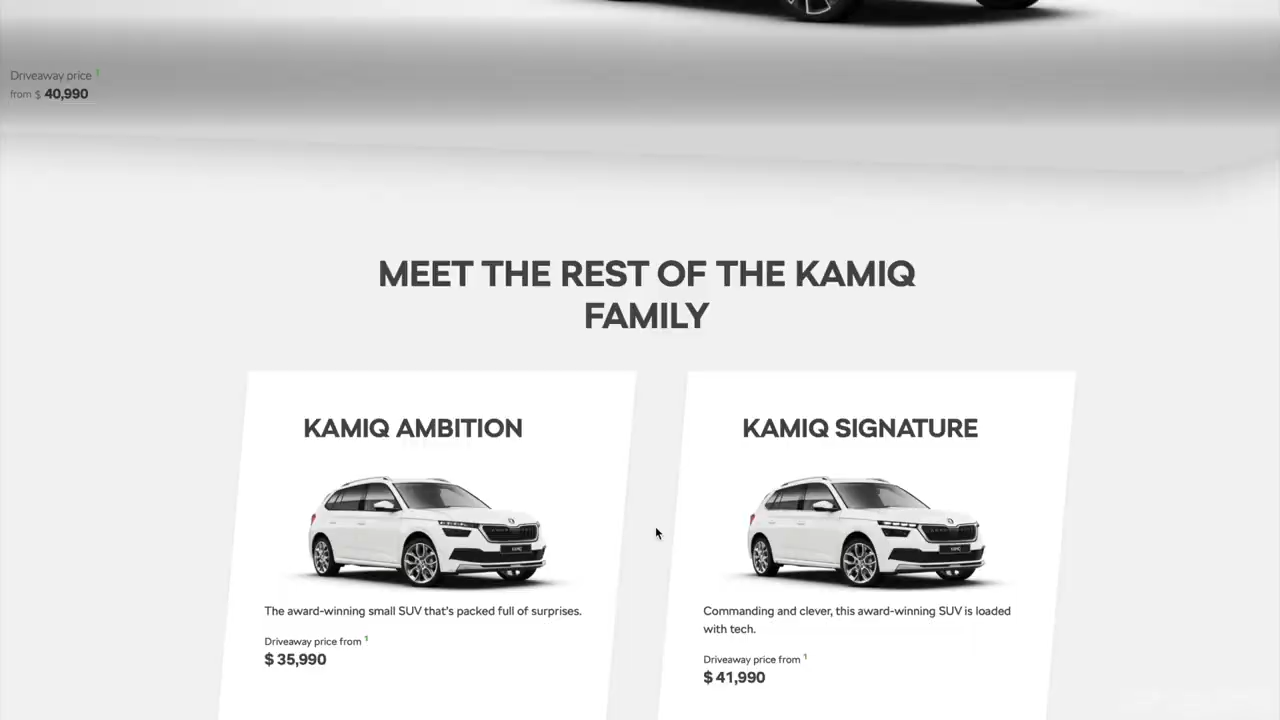 Driveaway price 1
from $ 40,990
MEET THE REST OF THE KAMIQ
FAMILY
KAMIQ AMBITION
The award-winning small SUV that's packed full of surprises.
Driveaway price from 1
$ 35,990
KAMIQ SIGNATURE
Commanding and clever, this award-winning SUV is loaded
with tech.
Driveaway price from 1
$ 41,990